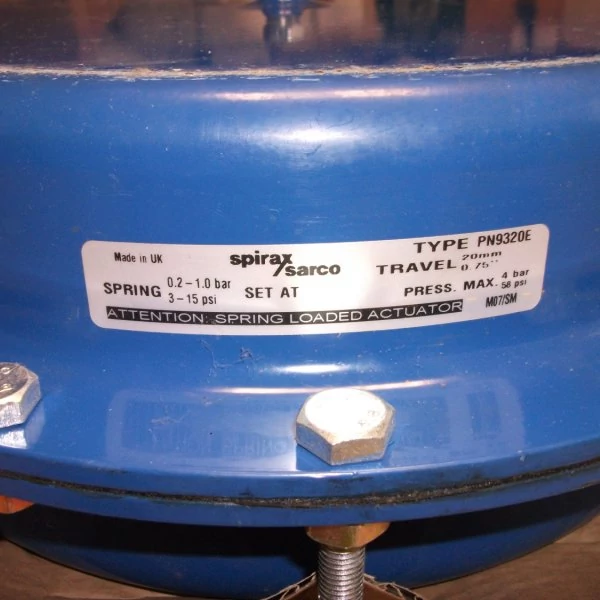 Made in UK spirax TYPE PN9320E
/sarco TRAVEL 20mm
0.75"
SPRING 0.2-1.0 bar SET AT PRESS. MAX. 4 bar
3-15 psi 58 psi
ATTENTION: SPRING LOADED ACTUATOR M07/SM